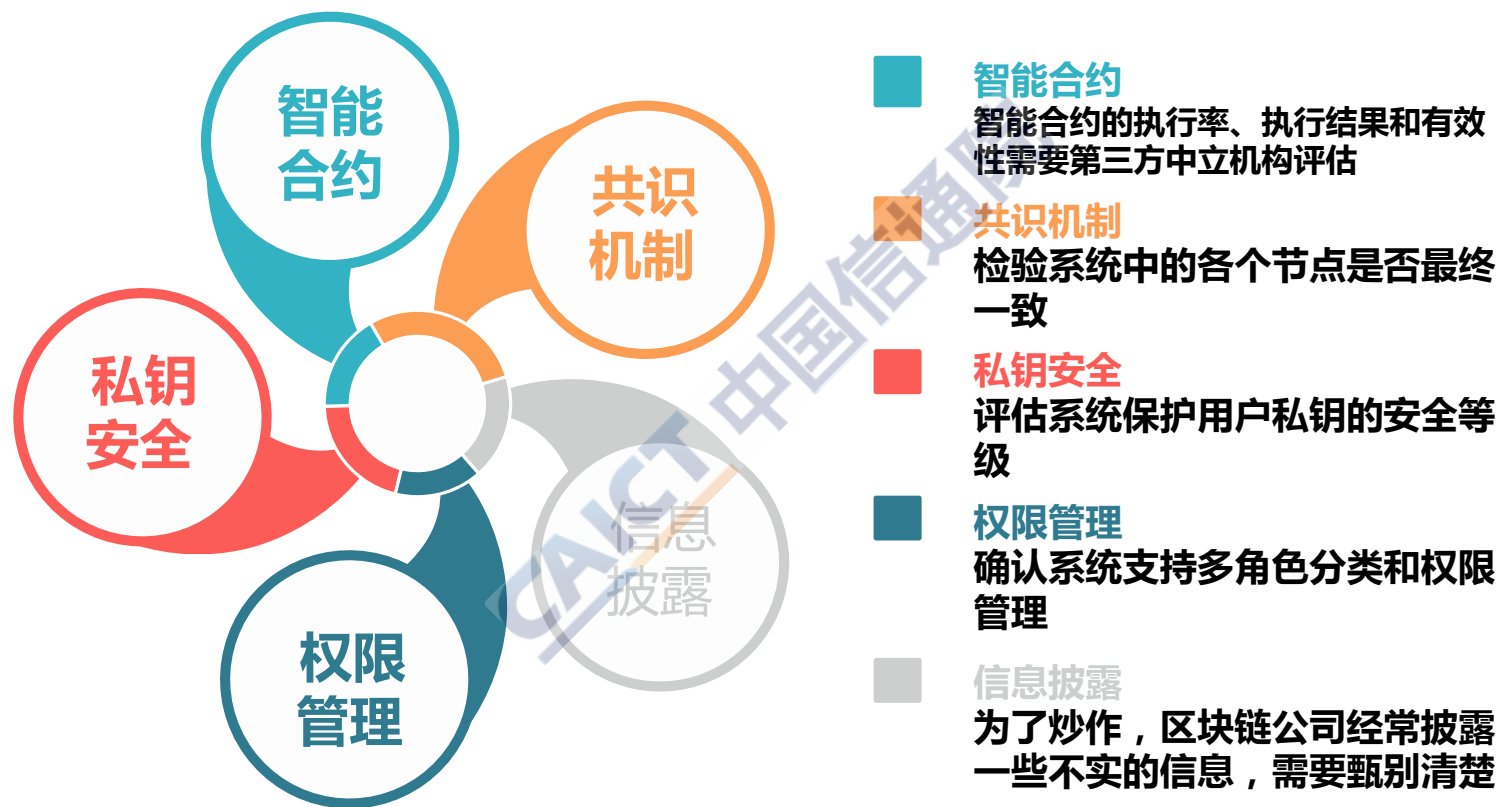 智能
合约
共识
机制
私钥
安全
信息
披露
权限
管理
智能合约
智能合约的执行率、执行结果和有效
性需要第三方中立机构评估
共识机制
检验系统中的各个节点是否最终
一致
私钥安全
评估系统保护用户私钥的安全等
级
权限管理
确认系统支持多角色分类和权限
管理
信息披露
为了炒作，区块链公司经常披露
一些不实的信息，需要甄别清楚
CAICT 中国信通院